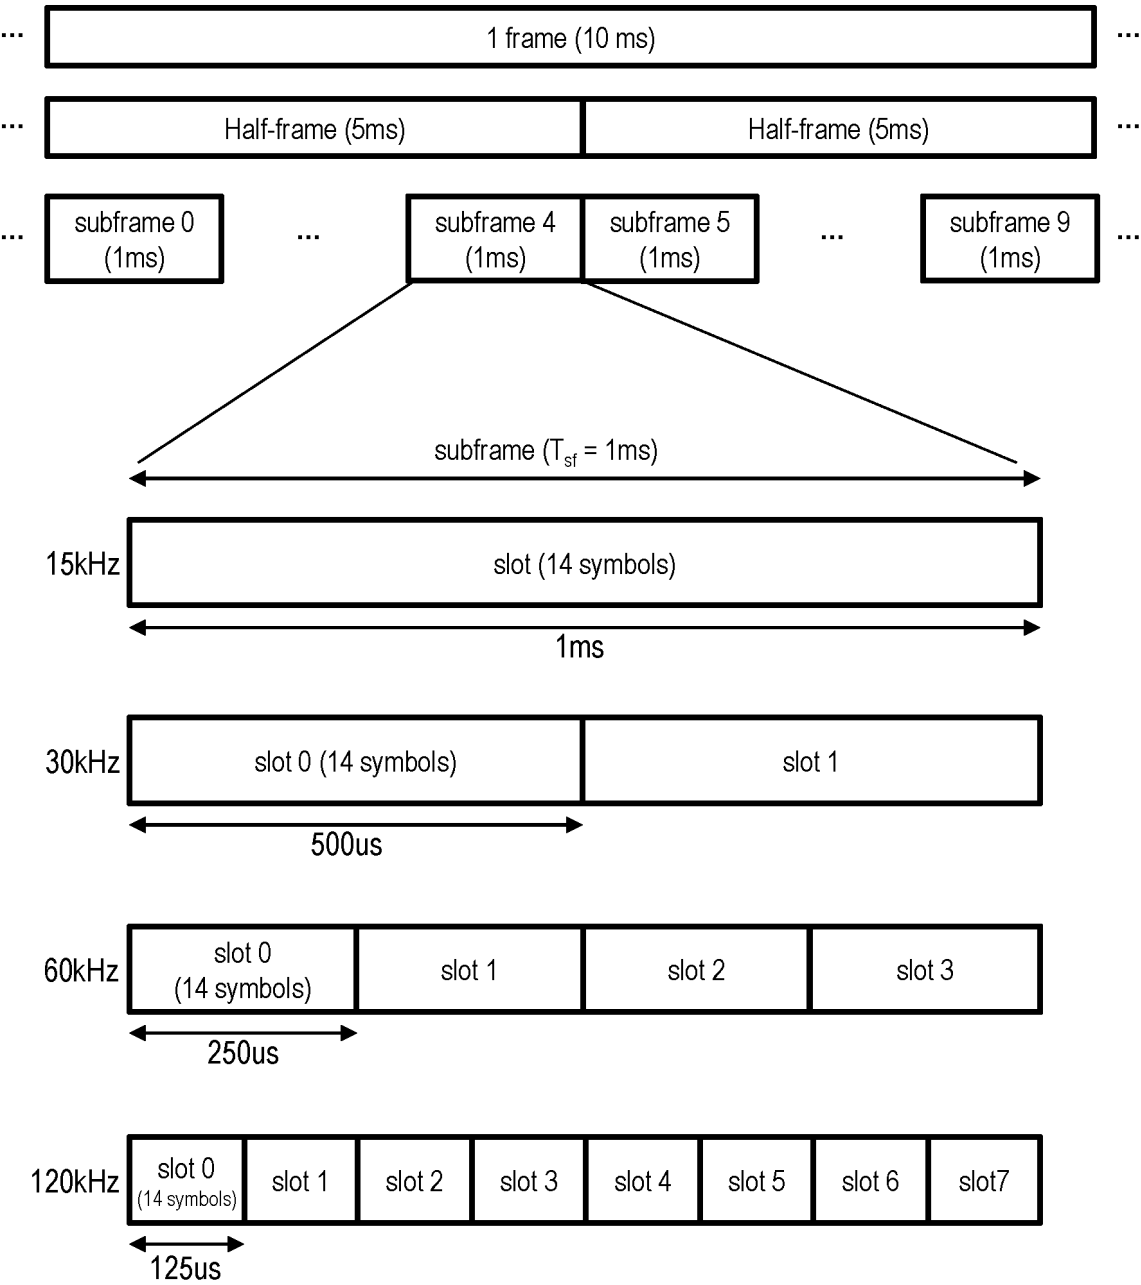 ... 1 frame (10 ms) ...
... Half-frame (5ms) Half-frame (5ms) ...
subframe 0 subframe 4 subframe 5 subframe 9
... (1ms) ... (1ms) (1ms) ... (1ms) ...
subframe (Tsf = 1ms)
15kHz slot (14 symbols)
1ms
30kHz slot 0 (14 symbols) slot 1
500us
slot 0
60kHz (14 symbols) slot 1 slot 2 slot 3
250us
slot 0
120kHz (14 symbols) slot 1 slot 2 slot 3 slot 4 slot 5 slot 6 slot7
125us